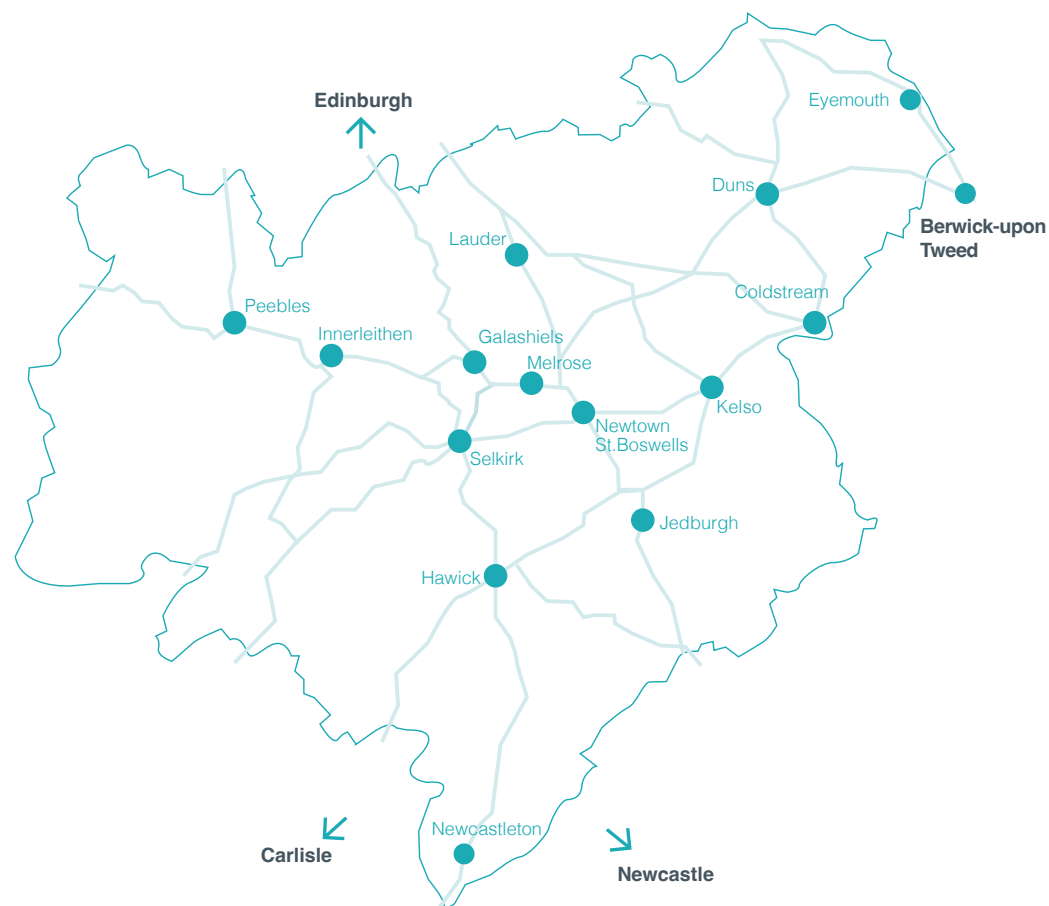 Edinburgh
Eyemouth
Duns
Berwick-upon
Tweed
Lauder
Coldstream
Peebles
Innerleithen
Galashiels
Melrose
Kelso
Newtown
St.Boswells
Selkirk
Jedburgh
Hawick
Newcastleton
Carlisle
Newcastle